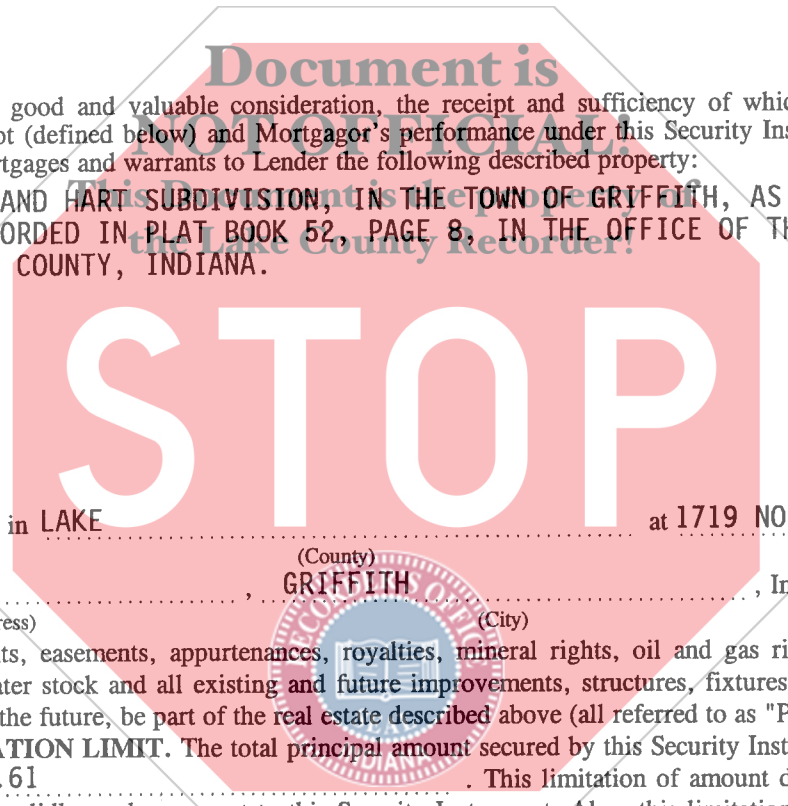 Document is
good and valuable consideration, the receipt and sufficiency of whic
NOT OFFICIAL!
ot (defined below) and Mortgagor's performance under this Security Ins
rtgages and warrants to Lender the following described property:
This Document is the property of
AND HART SUBDIVISION, IN THE TOWN OF GRIFFITH, AS
ORDED IN PLAT BOOK 52, PAGE 8, IN THE OFFICE OF TH
the Lake County Recorder!
COUNTY, INDIANA.
STOP
in LAKE at 1719 NO
(County)
, GRIFFITH , In
ress) (City)
RECORDER'S OFFICE
SEAL
INDIANA
ts, easements, appurtenances, royalties, mineral rights, oil and gas ri
ater stock and all existing and future improvements, structures, fixtures
the future, be part of the real estate described above (all referred to as "P
ATION LIMIT. The total principal amount secured by this Security Inst
.61 . This limitation of amount d